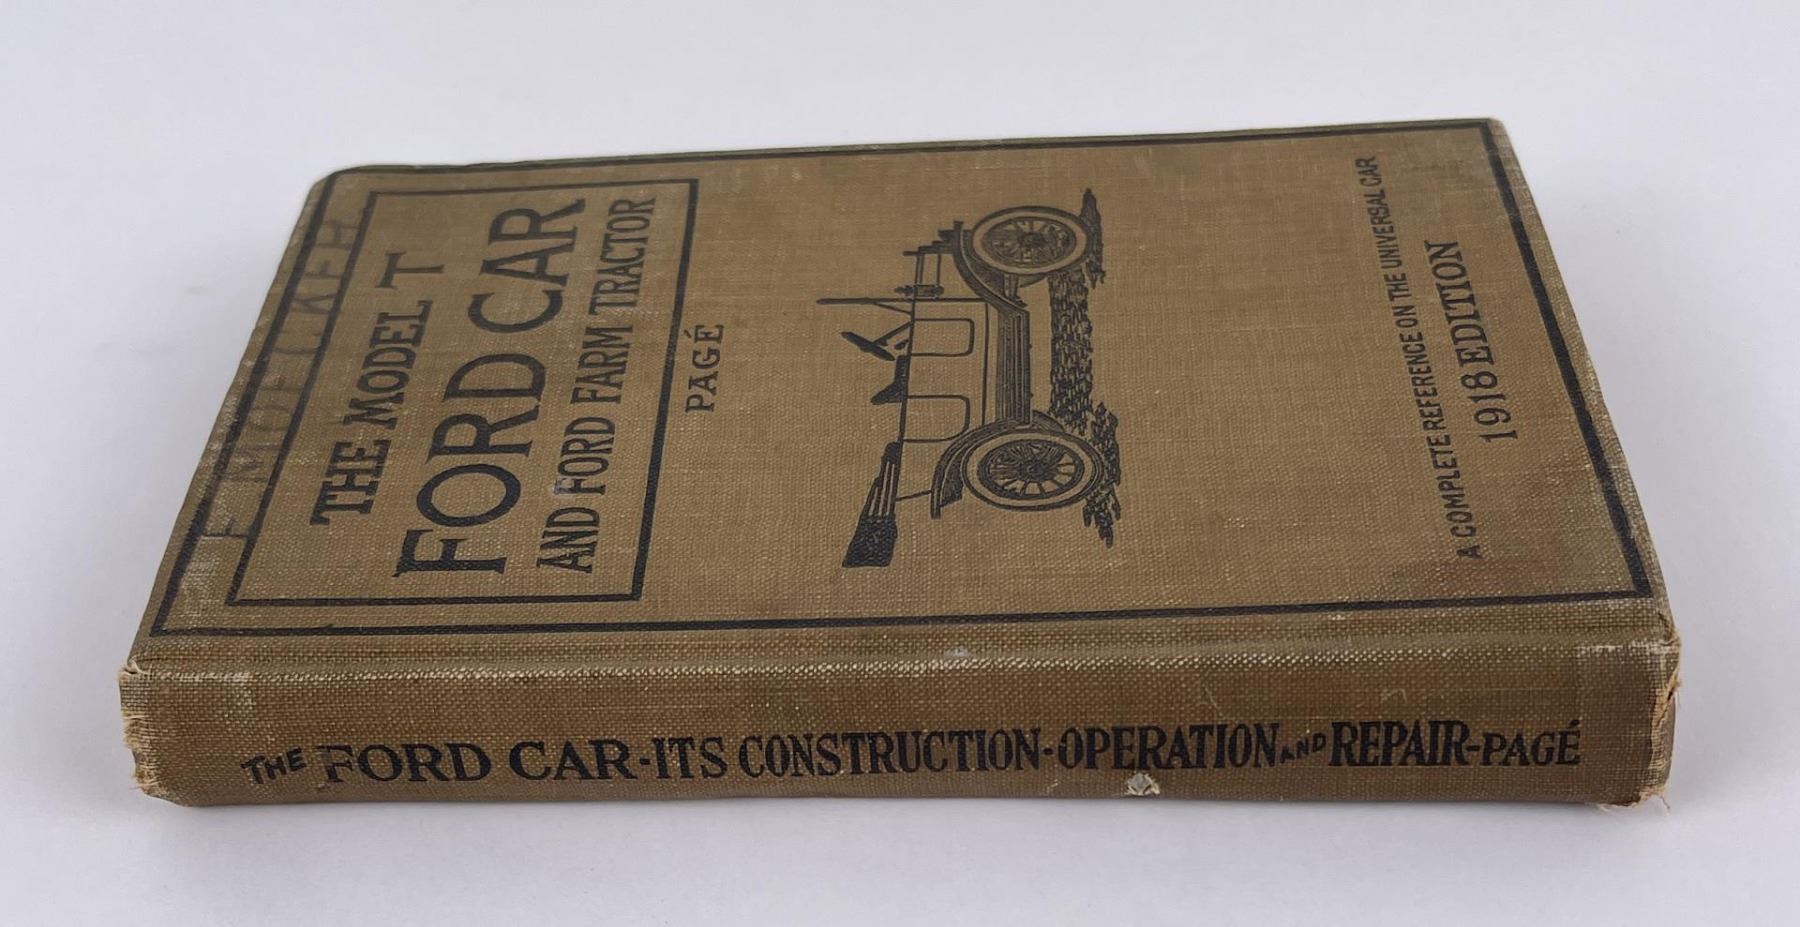 THE MODEL T
FORD CAR
AND FORD FARM TRACTOR
PAGÉ
A COMPLETE REFERENCE ON THE UNIVERSAL CAR
1918 EDITION
THE FORD CAR-ITS CONSTRUCTION-OPERATION AND REPAIR-PAGÉ